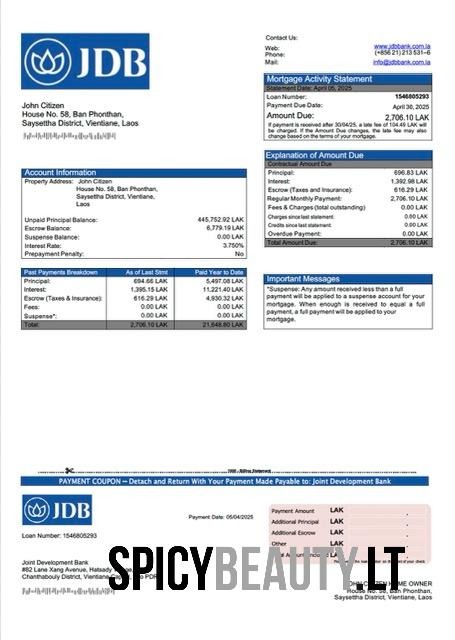 JDB
Contact Us:
Web: www.jdbbank.com.la
Phone: (+856 21) 213 531–6
Mail: info@jdbbank.com.la
Mortgage Activity Statement
Statement Date: April 05, 2025
Loan Number: 1546805293
Payment Due Date: April 30, 2025
Amount Due: 2,706.10 LAK
If payment is received after 30/04/25, a late fee of 104.49 LAK will
be charged. If the Amount Due changes, the late fee may also
change based on the terms of your mortgage.
John Citizen
House No. 58, Ban Phonthan,
Saysettha District, Vientiane, Laos
Explanation of Amount Due
Contractual Amount Due
Principal: 696.83 LAK
Interest: 1,392.98 LAK
Escrow (Taxes and Insurance): 616.29 LAK
Regular Monthly Payment: 2,706.10 LAK
Fees & Charges (total outstanding) 0.00 LAK
Charges since last statement: 0.00 LAK
Credits since last statement: 0.00 LAK
Overdue Payment: 0.00 LAK
Total Amount Due: 2,706.10 LAK
Account Information
Property Address: John Citizen
House No. 58, Ban Phonthan,
Saysettha District, Vientiane,
Laos
Unpaid Principal Balance: 445,752.92 LAK
Escrow Balance: 6,779.19 LAK
Suspense Balance: 0.00 LAK
Interest Rate: 3.750%
Prepayment Penalty: No
Past Payments Breakdown As of Last Stmt Paid Year to Date
Principal: 694.66 LAK 5,497.08 LAK
Interest: 1,395.15 LAK 11,221.40 LAK
Escrow (Taxes & Insurance): 616.29 LAK 4,930.32 LAK
Fees: 0.00 LAK 0.00 LAK
Suspense*: 0.00 LAK 0.00 LAK
Total: 2,706.10 LAK 21,648.80 LAK
Important Messages
*Suspense: Any amount received less than a full
payment will be applied to a suspense account for your
mortgage. When enough is received to equal a full
payment, a full payment will be applied to your
mortgage.
PAYMENT COUPON – Detach and Return With Your Payment Made Payable to: Joint Development Bank
JDB
Payment Date: 05/04/2025
Loan Number: 1546805293
Payment Amount LAK .
Additional Principal LAK .
Additional Escrow LAK .
Other LAK .
Joint Development Bank
#82 Lane Xang Avenue, Hatsady
Chanthabouly District, Vientiane
SPICYBEAUTY.LT
JOHN CITIZEN HOME OWNER
House No. 58, Ban Phonthan,
Saysettha District, Vientiane, Laos